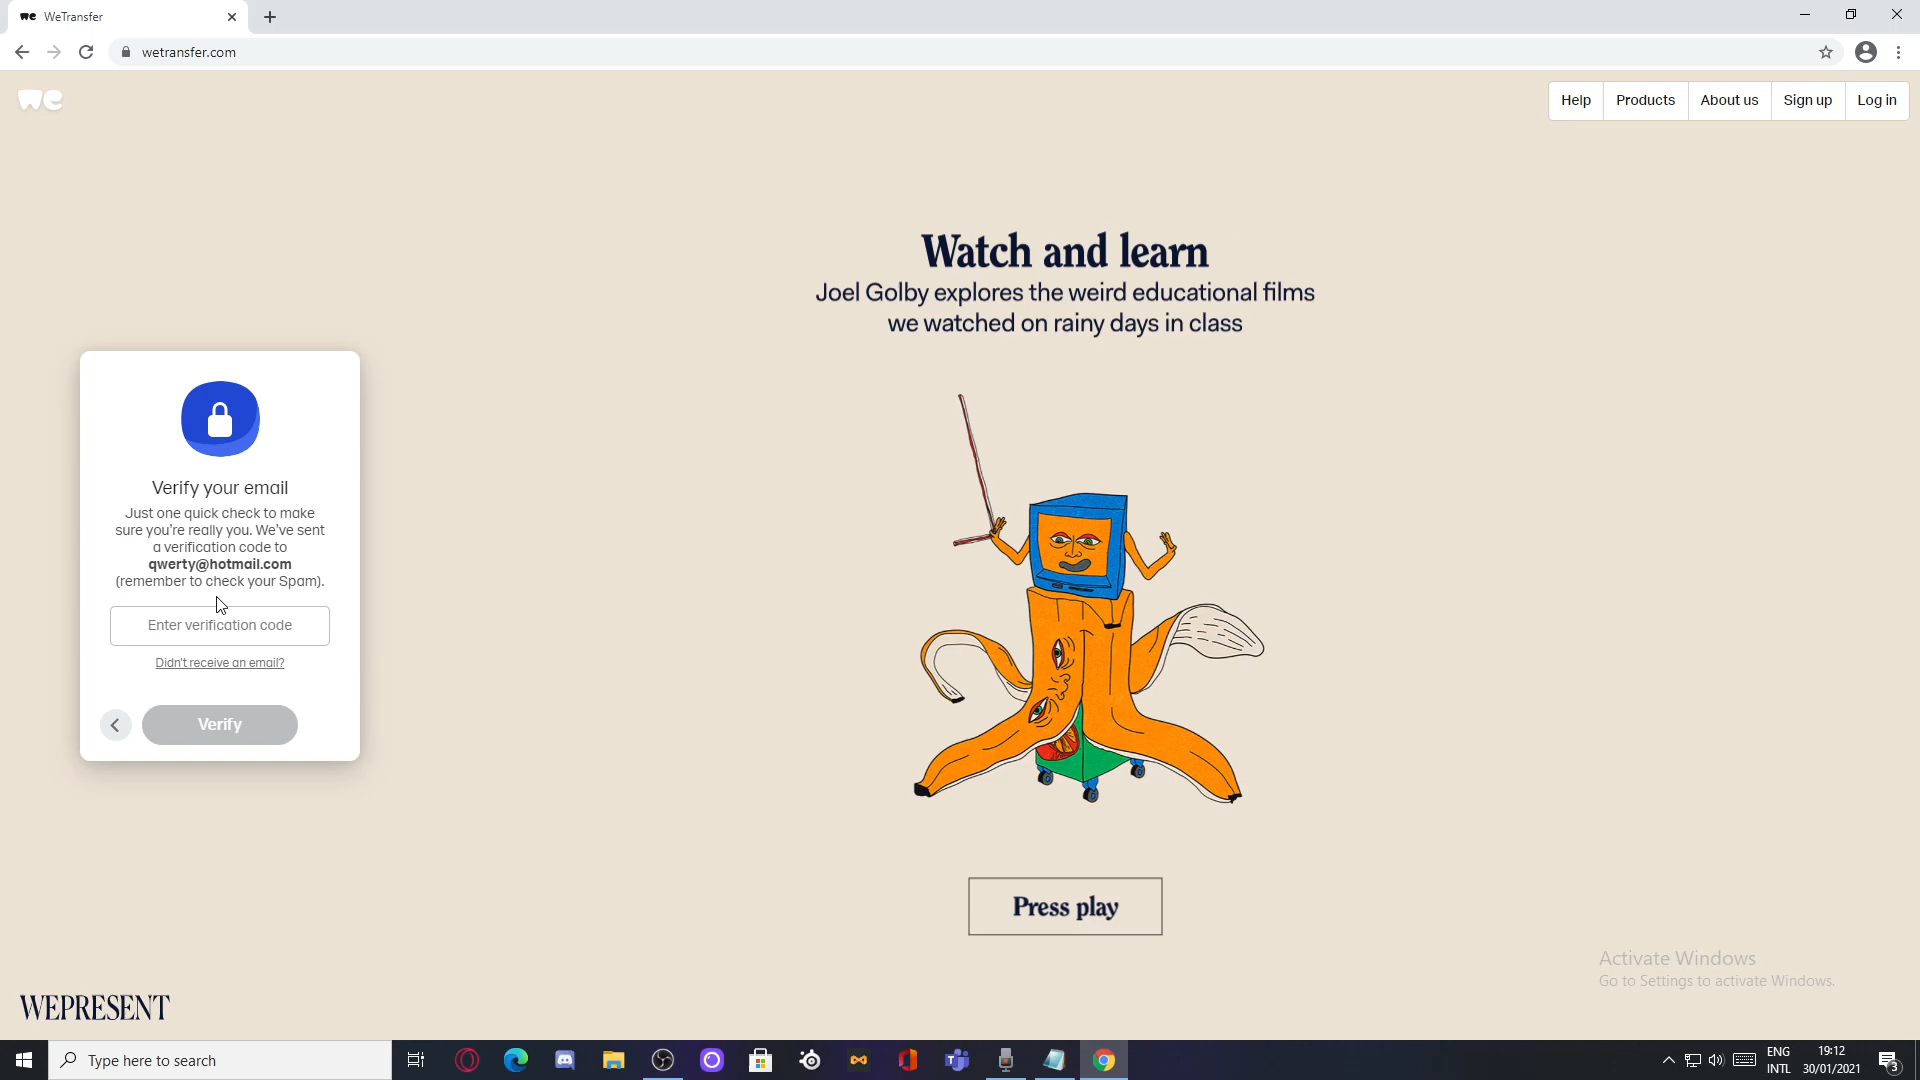 we WeTransfer
wetransfer.com
we
Help
Products
About us
Sign up
Log in
Watch and learn
Joel Golby explores the weird educational films
we watched on rainy days in class
Verify your email
Just one quick check to make
sure you're really you. We've sent
a verification code to
qwerty@hotmail.com
(remember to check your Spam).
Enter verification code
Didn't receive an email?
Verify
Press play
Activate Windows
Go to Settings to activate Windows.
WEPRESENT
Type here to search
ENG
INTL
19:12
30/01/2021
3